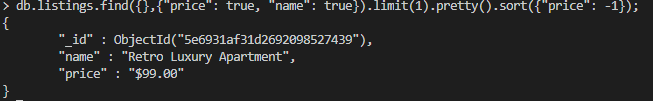 > db.listings.find({},{"price": true, "name": true}).limit(1).pretty().sort({"price": -1});
{
        "_id" : ObjectId("5e6931af31d2692098527439"),
        "name" : "Retro Luxury Apartment",
        "price" : "$99.00"
}